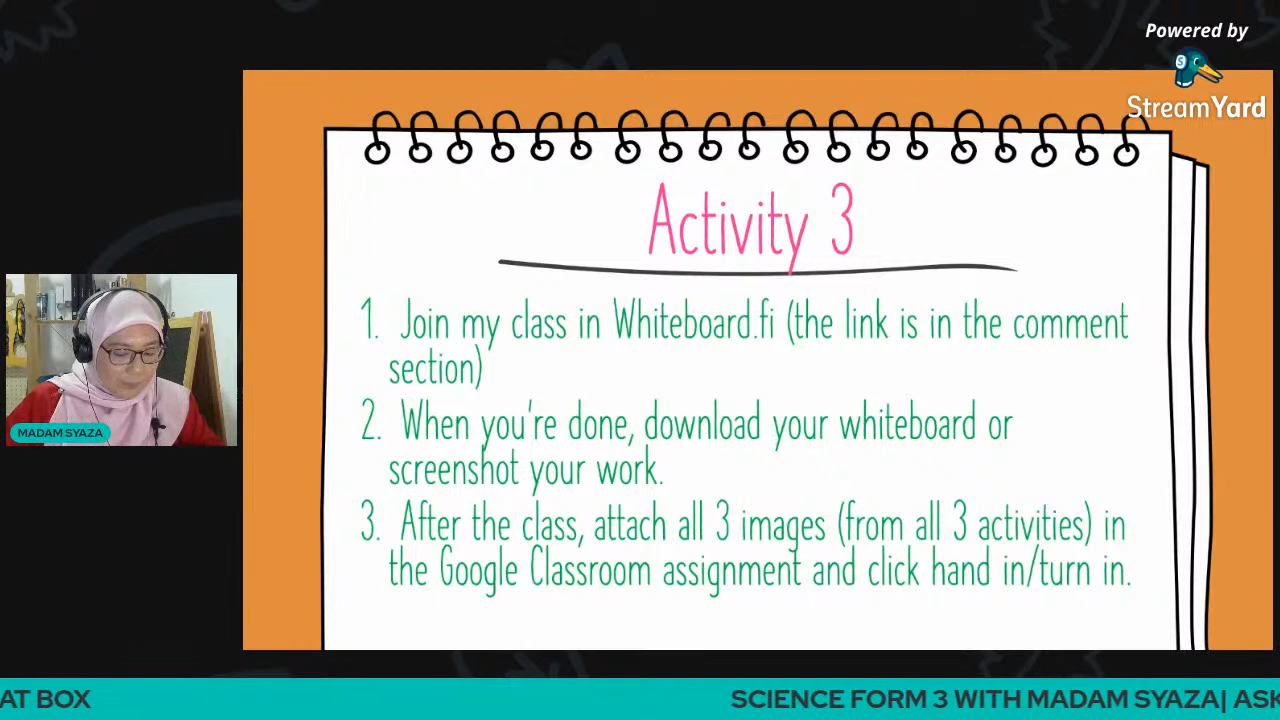 Powered by
StreamYard
Activity 3
1. Join my class in Whiteboard.fi (the link is in the comment
section)
2. When you're done, download your whiteboard or
screenshot your work.
3. After the class, attach all 3 images (from all 3 activities) in
the Google Classroom assignment and click hand in/turn in.
MADAM SYAZA
AT BOX
SCIENCE FORM 3 WITH MADAM SYAZA| ASK